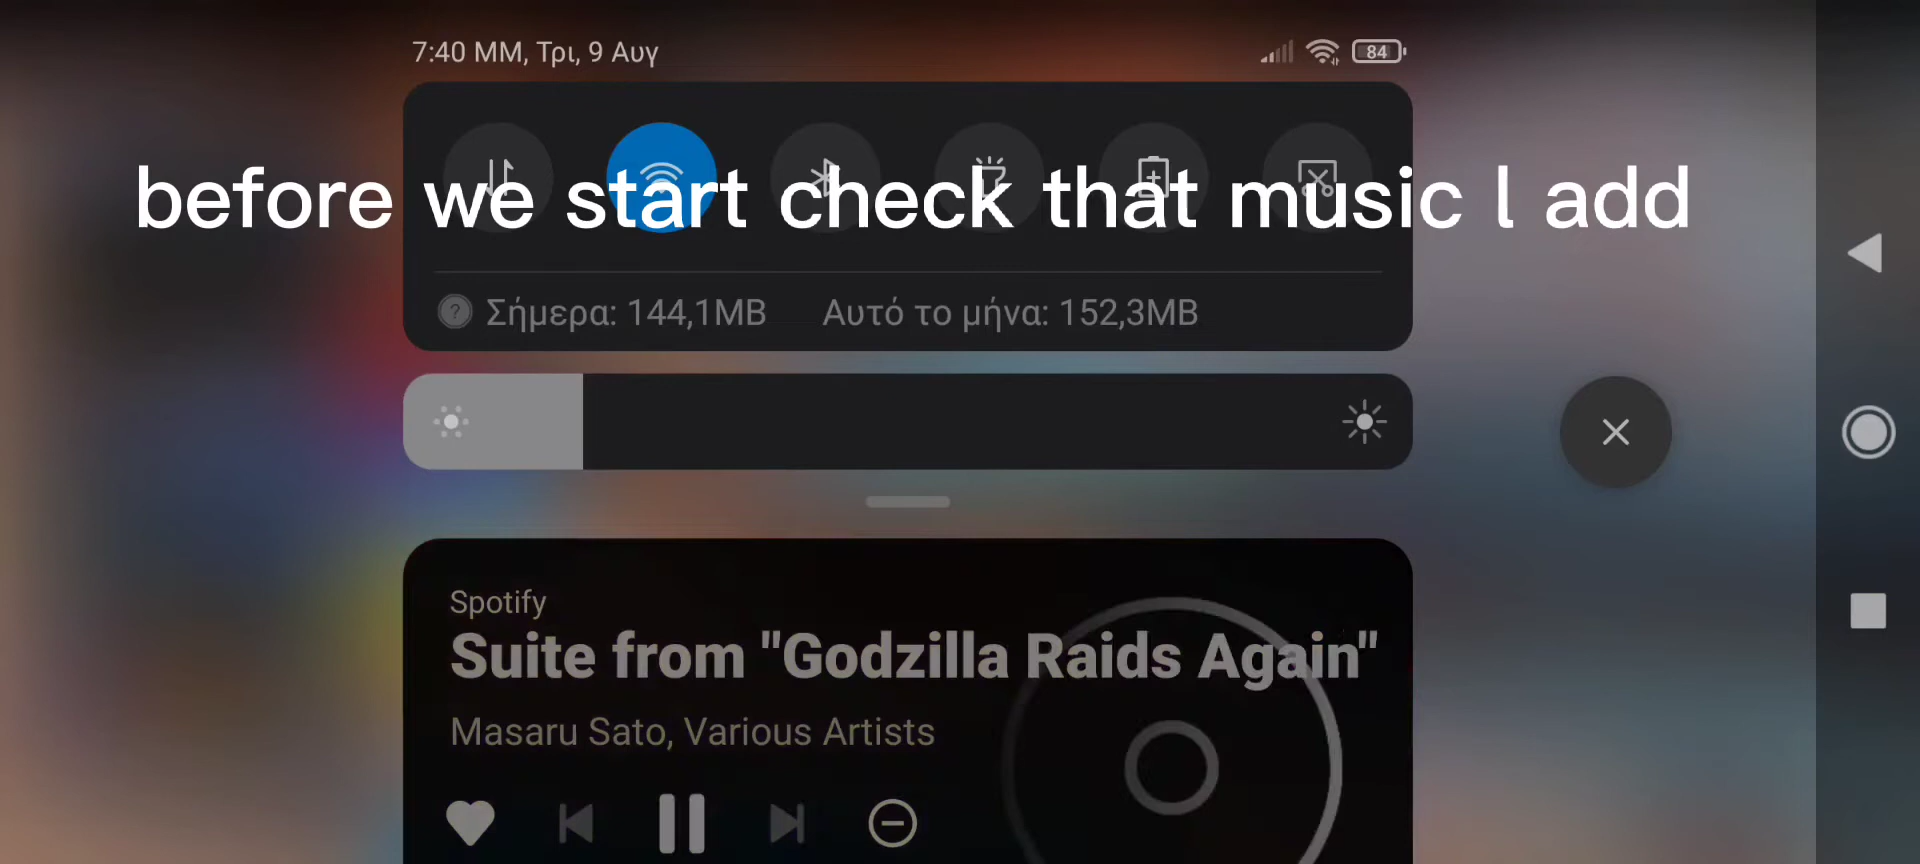 7:40 ΜΜ, Τρι, 9 Αυγ
84
before we start check that music l add
? Σήμερα: 144,1MB Αυτό το μήνα: 152,3MB
Spotify
Suite from "Godzilla Raids Again"
Masaru Sato, Various Artists